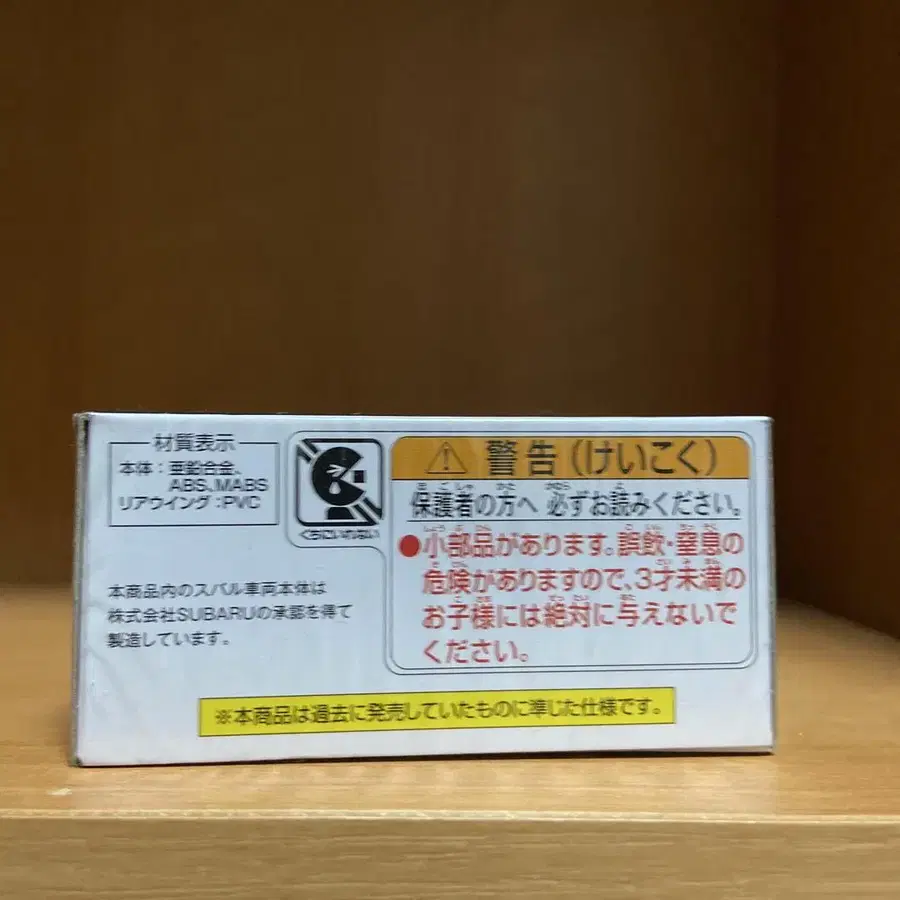 材質表示
本体：亜鉛合金、
ABS、MABS
リアウイング：PVC
くちにいれない
本商品内のスバル車両本体は
株式会社SUBARUの承認を得て
製造しています。
警告（けいこく）
保護者の方へ 必ずお読みください。
●小部品があります。誤飲・窒息の
危険がありますので、3才未満の
お子様には絶対に与えないで
ください。
※本商品は過去に発売していたものに準じた仕様です。